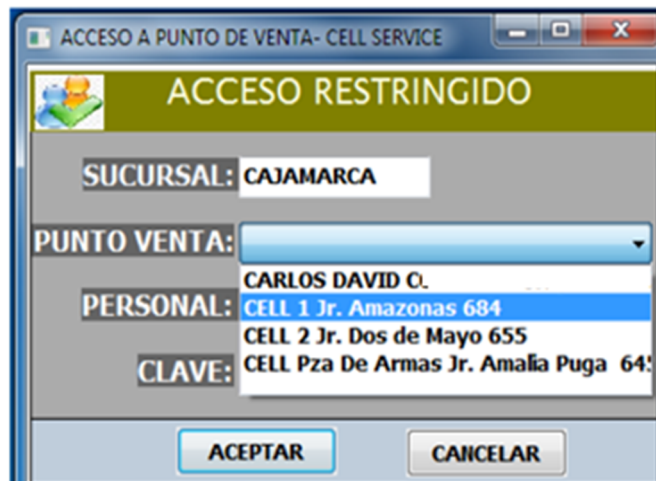 ACCESO A PUNTO DE VENTA- CELL SERVICE
ACCESO RESTRINGIDO
SUCURSAL: CAJAMARCA
PUNTO VENTA:
CARLOS DAVID
PERSONAL:
CELL 1 Jr. Amazonas 684
CELL 2 Jr. Dos de Mayo 655
CLAVE:
CELL Pza De Armas Jr. Amalia Puga
ACEPTAR CANCELAR